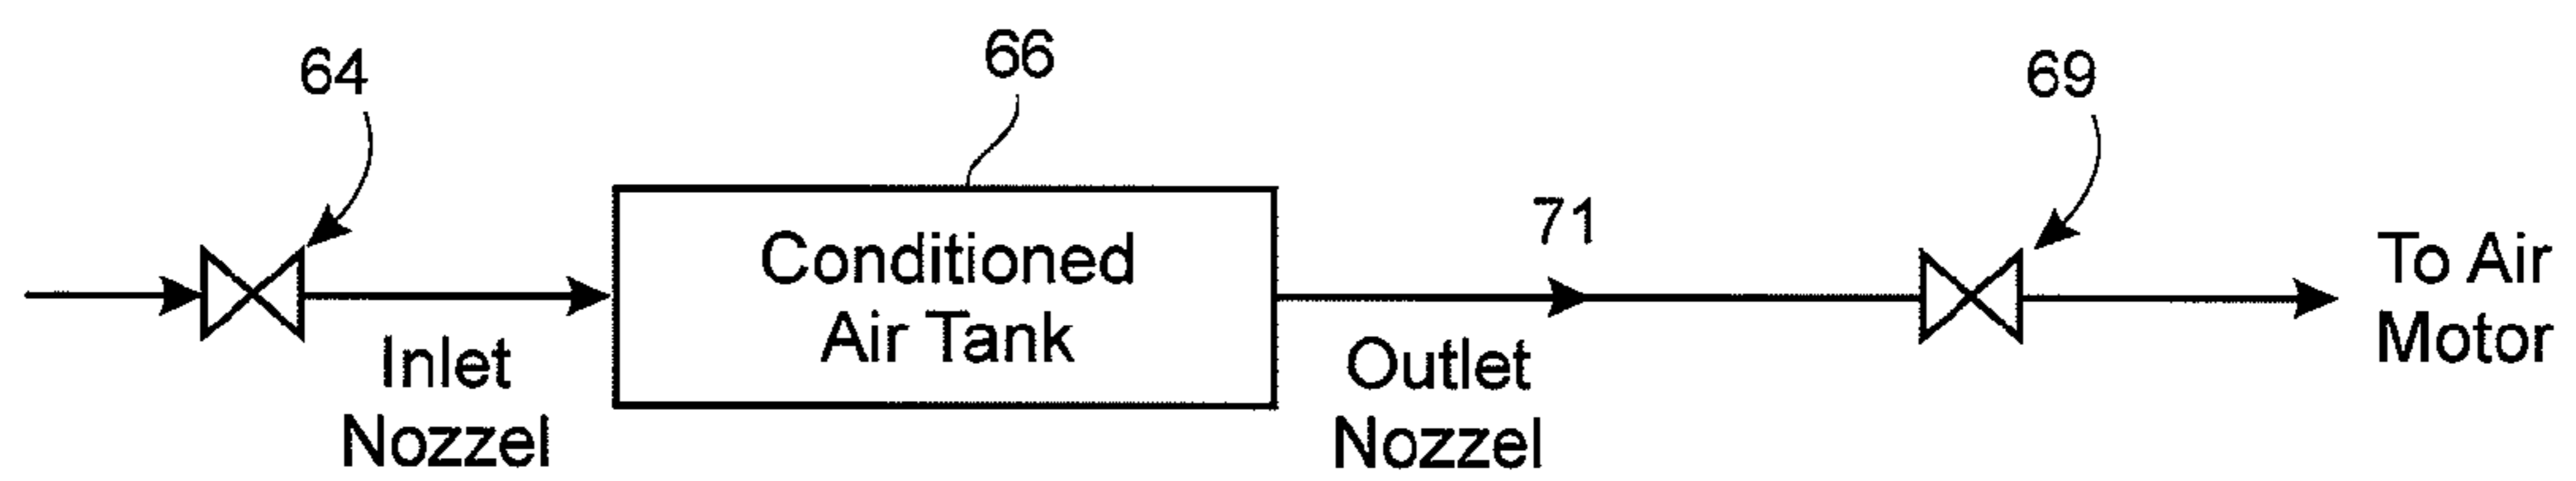 64
66
69
71
Conditioned
Air Tank
Inlet
Nozzel
Outlet
Nozzel
To Air
Motor